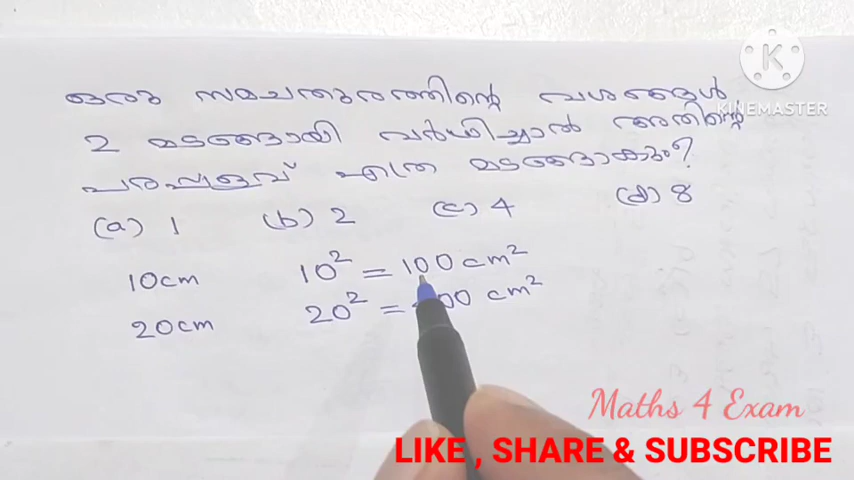 ഒരു സമചതുരത്തിന്റെ വശങ്ങൾ
2 മടങ്ങായി വർധിച്ചാൽ അതിന്റെ
പരപ്പളവ് എത്ര മടങ്ങാകും?
(a) 1 (b) 2 (c) 4 (d) 8
10cm 10² = 100 cm²
20cm 20² = 00 cm²
KINEMASTER
Maths 4 Exam
LIKE , SHARE & SUBSCRIBE